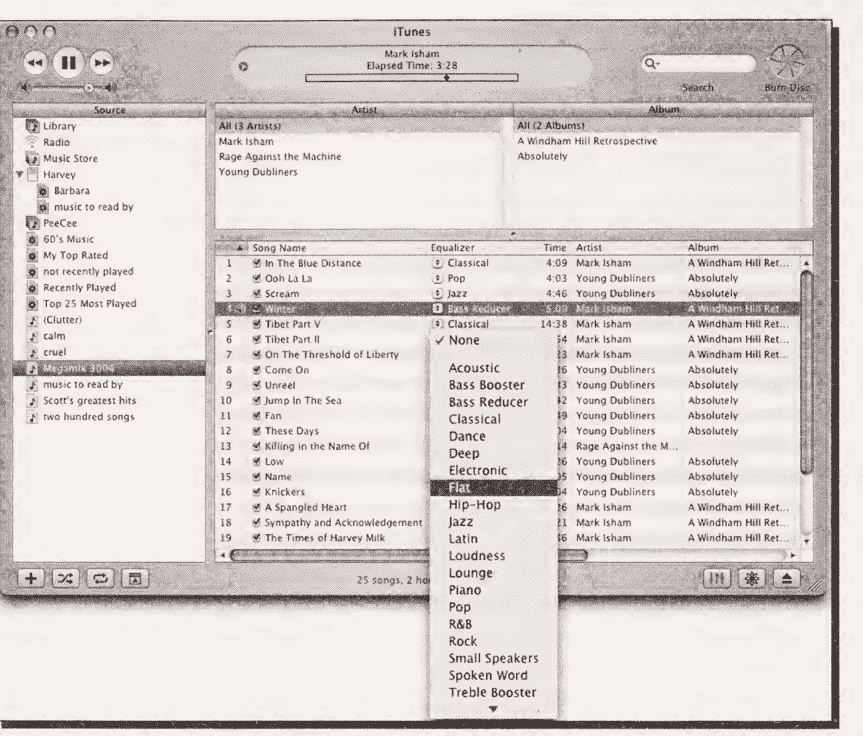 iTunes
Mark Isham
Elapsed Time: 3:28
Search
Burn Disc
Source
Library
Radio
Music Store
Harvey
Barbara
music to read by
PeeCee
60's Music
My Top Rated
not recently played
Recently Played
Top 25 Most Played
(Clutter)
calm
cruel
Megamix 3004
music to read by
Scott's greatest hits
two hundred songs
Artist
All (3 Artists)
Mark Isham
Rage Against the Machine
Young Dubliners
Album
All (2 Albums)
A Windham Hill Retrospective
Absolutely
Song Name Equalizer Time Artist Album
1 In The Blue Distance Classical 4:09 Mark Isham A Windham Hill Ret...
2 Ooh La La Pop 4:03 Young Dubliners Absolutely
3 Scream Jazz 4:46 Young Dubliners Absolutely
4 Winter Bass Reducer 5:09 Mark Isham A Windham Hill Ret...
5 Tibet Part V Classical 14:38 Mark Isham A Windham Hill Ret...
6 Tibet Part II 54 Mark Isham A Windham Hill Ret...
7 On The Threshold of Liberty 23 Mark Isham A Windham Hill Ret...
8 Come On Young Dubliners Absolutely
9 Unreel Young Dubliners Absolutely
10 Jump In The Sea Young Dubliners Absolutely
11 Fan Young Dubliners Absolutely
12 These Days Young Dubliners Absolutely
13 Killing in the Name Of Rage Against the M...
14 Low Young Dubliners Absolutely
15 Name Young Dubliners Absolutely
16 Knickers Young Dubliners Absolutely
17 A Spangled Heart Mark Isham A Windham Hill Ret...
18 Sympathy and Acknowledgement Mark Isham A Windham Hill Ret...
19 The Times of Harvey Milk Mark Isham A Windham Hill Ret...
None
Acoustic
Bass Booster
Bass Reducer
Classical
Dance
Deep
Electronic
Flat
Hip-Hop
Jazz
Latin
Loudness
Lounge
Piano
Pop
R&B
Rock
Small Speakers
Spoken Word
Treble Booster
25 songs, 2 ho